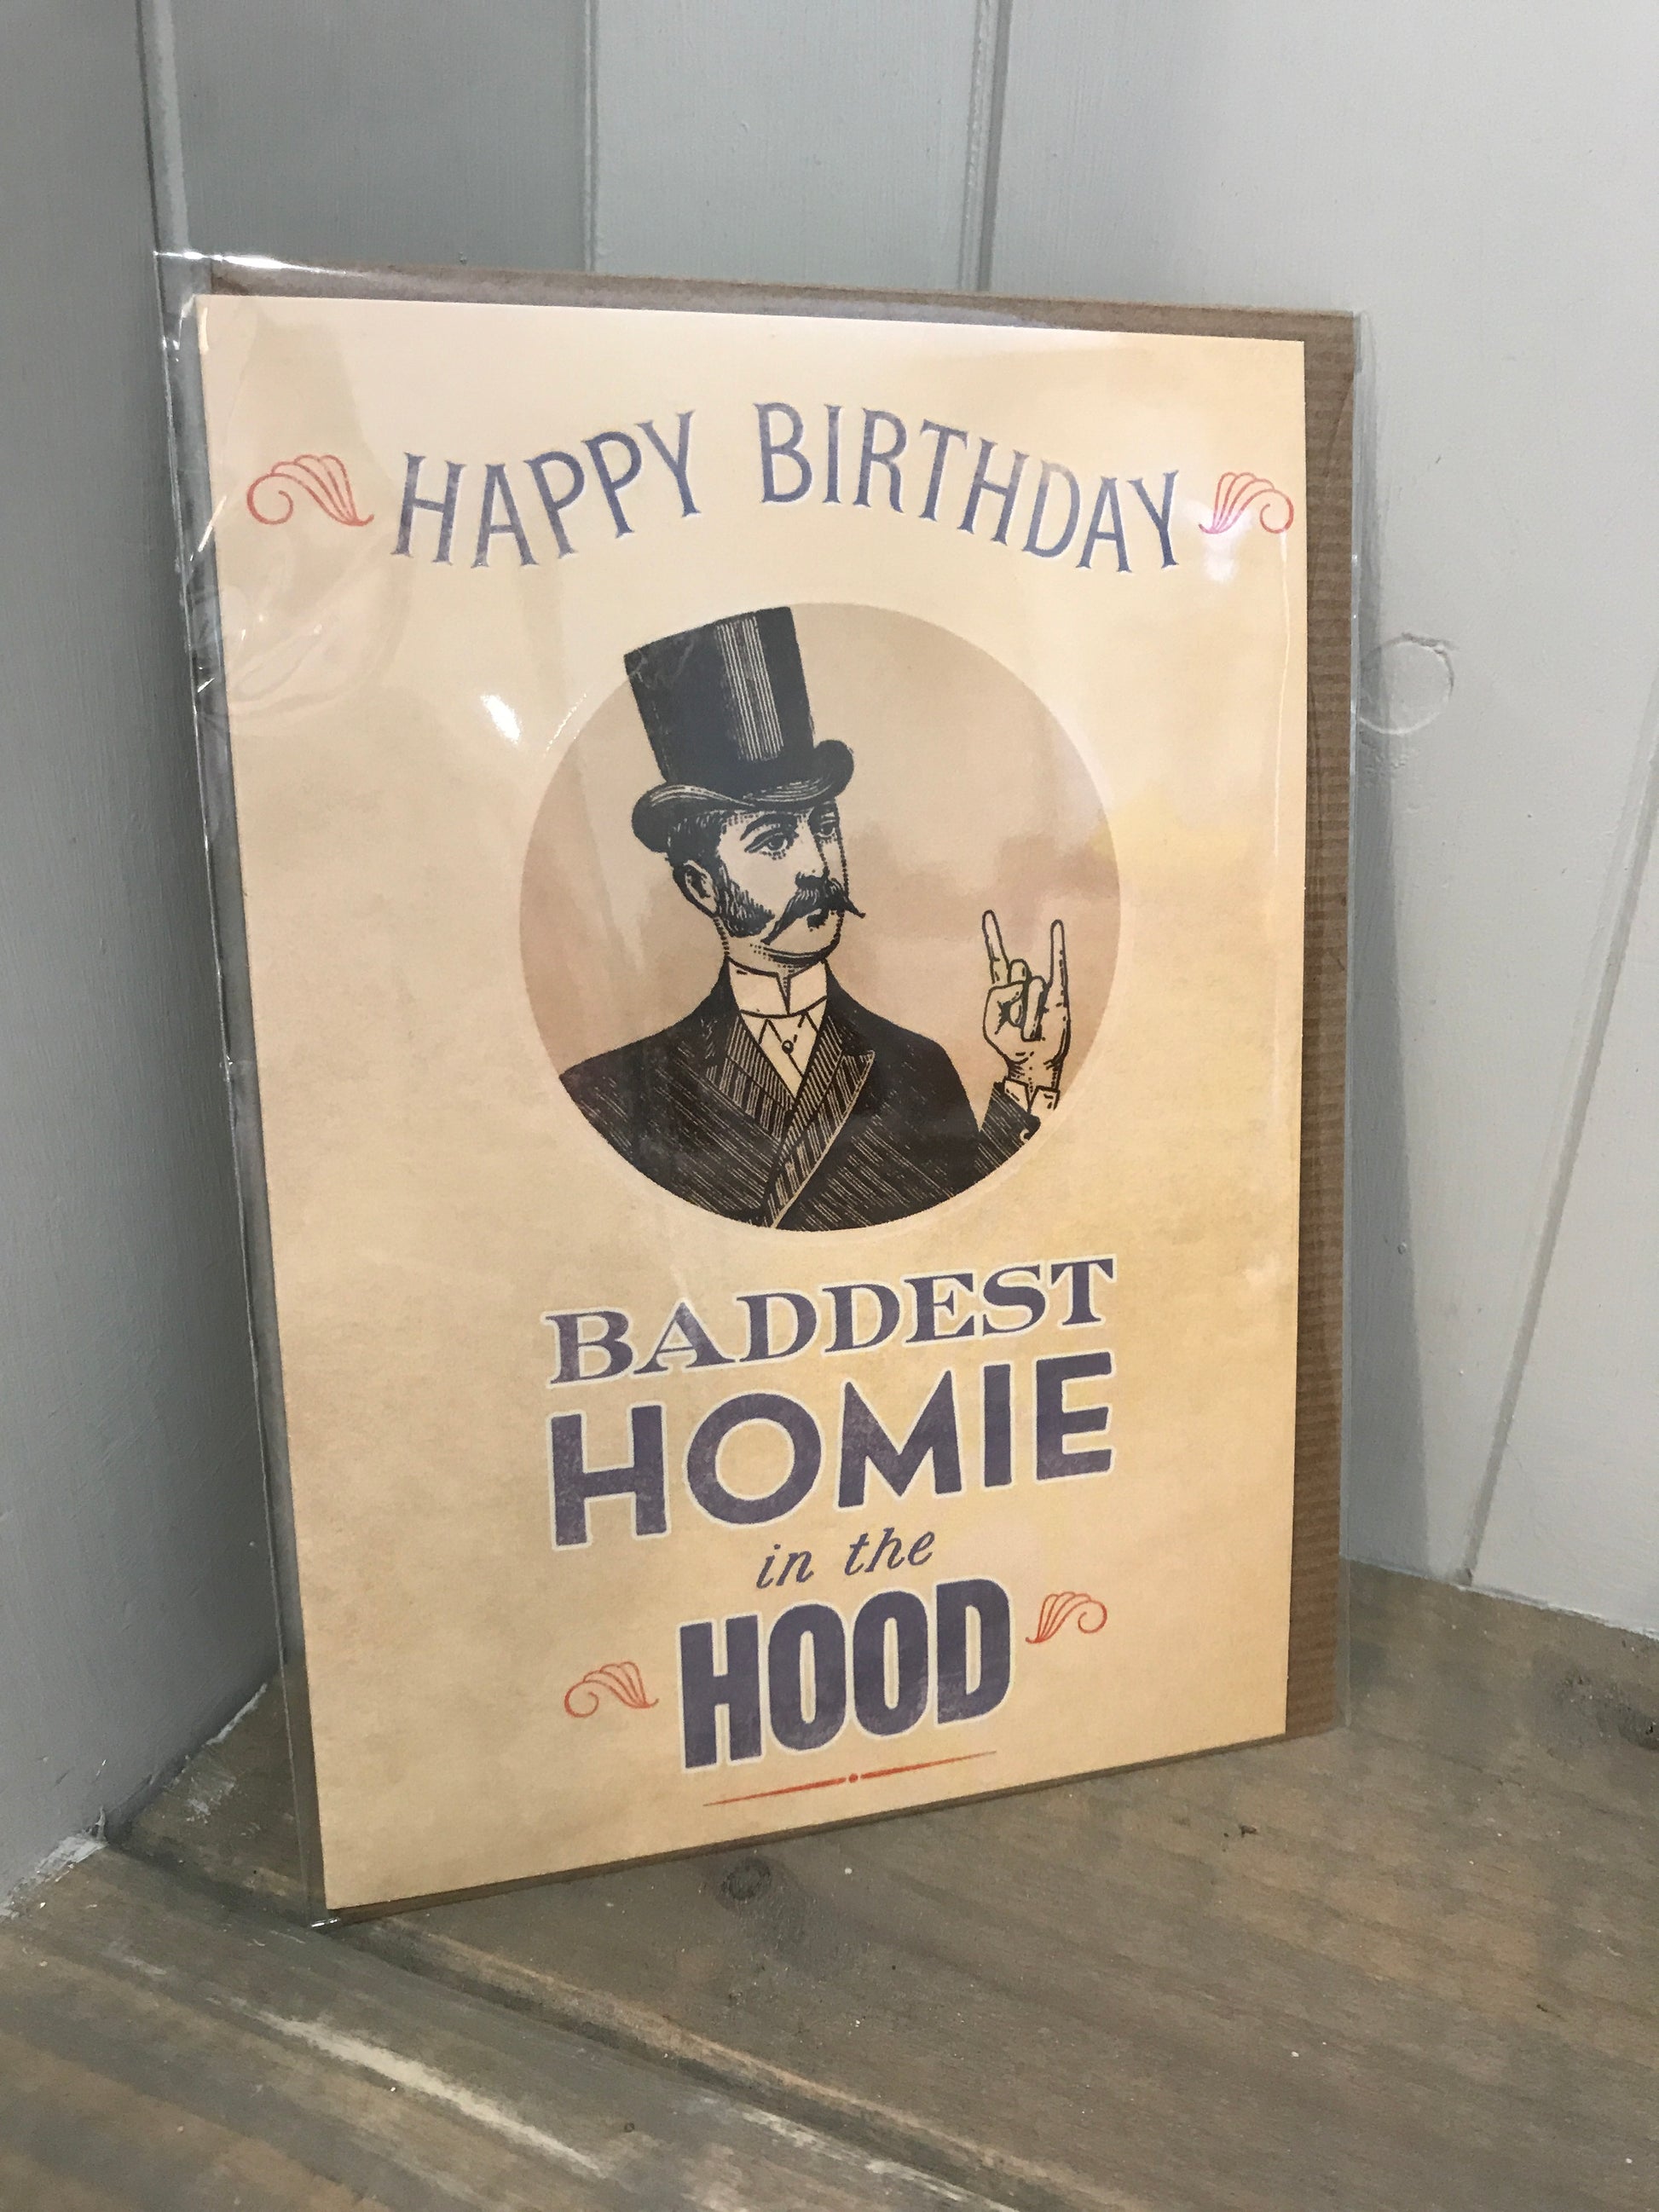 HAPPY BIRTHDAY
BADDEST
HOMIE
in the
HOOD